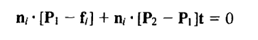 nᵢ · [P₁ − fᵢ] + nᵢ · [P₂ − P₁]t = 0